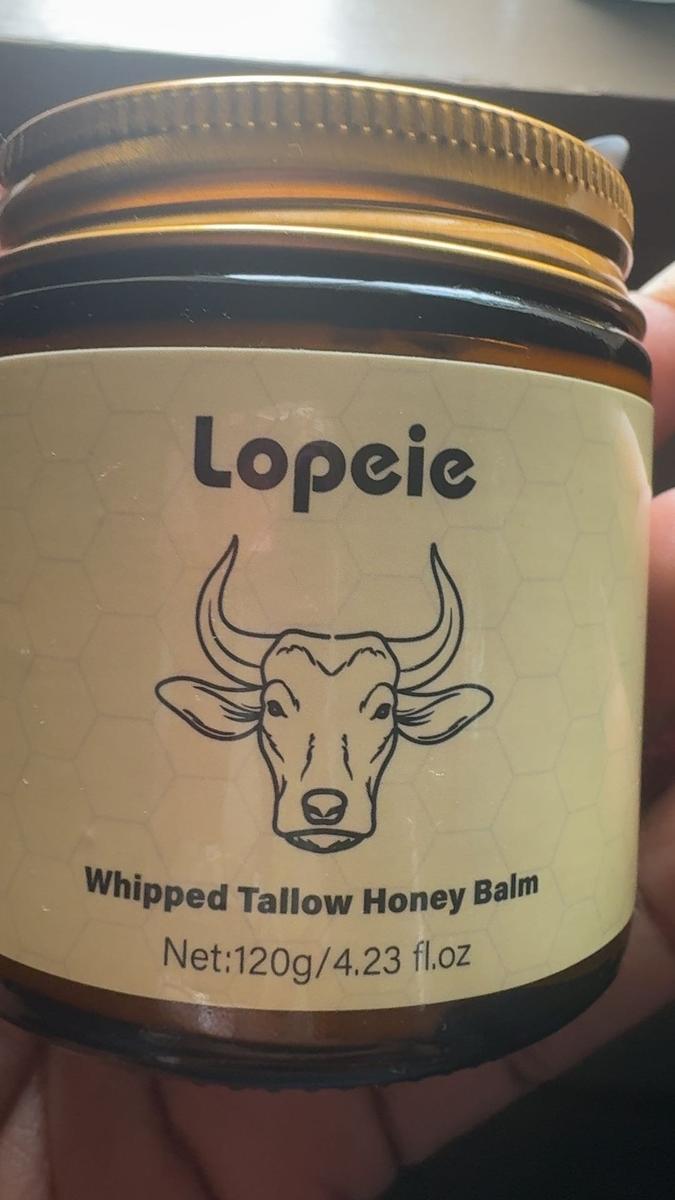 Lopeie
Whipped Tallow Honey Balm
Net:120g/4.23 fl.oz